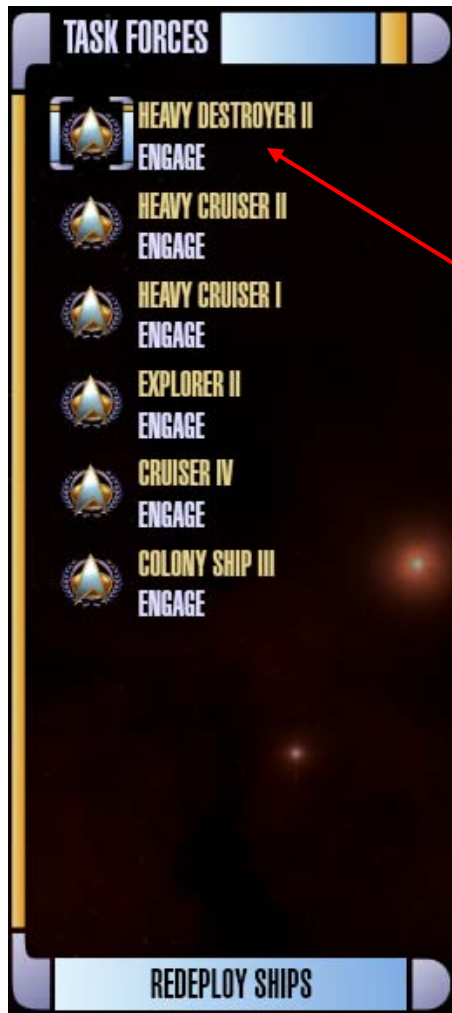 TASK FORCES
HEAVY DESTROYER II
ENGAGE
HEAVY CRUISER II
ENGAGE
HEAVY CRUISER I
ENGAGE
EXPLORER II
ENGAGE
CRUISER IV
ENGAGE
COLONY SHIP III
ENGAGE
REDEPLOY SHIPS